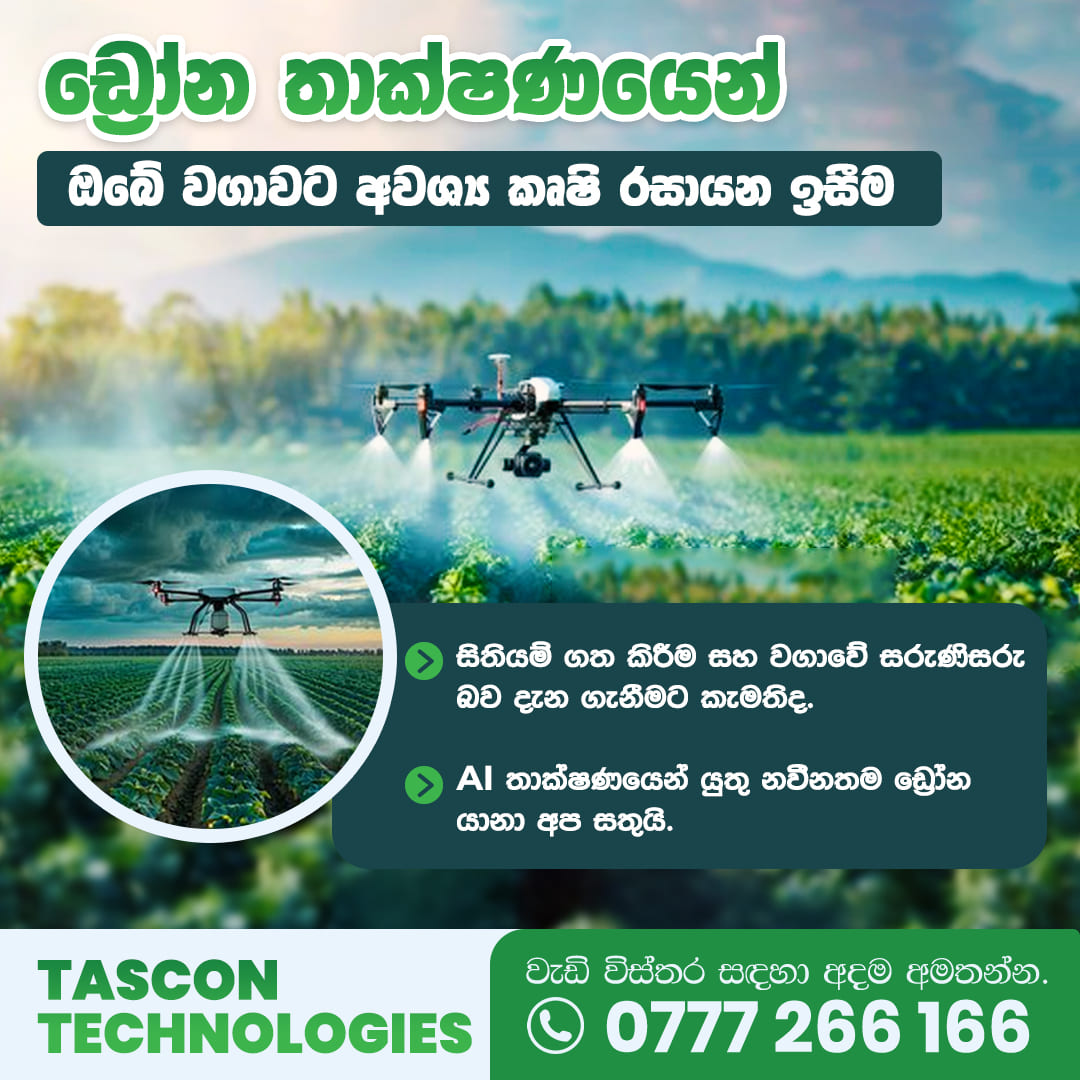 ඩ්‍රෝන තාක්ෂණයෙන්
ඔබේ වගාවට අවශ්‍ය කෘෂි රසායන ඉසීම
සිතියම් ගත කිරීම සහ වගාවේ සරුණිසරු
බව දැන ගැනීමට කැමතිද.
AI තාක්ෂණයෙන් යුතු නවීනතම ඩ්‍රෝන
යානා අප සතුයි.
TASCON
TECHNOLOGIES
වැඩි විස්තර සඳහා අදම අමතන්න.
0777 266 166